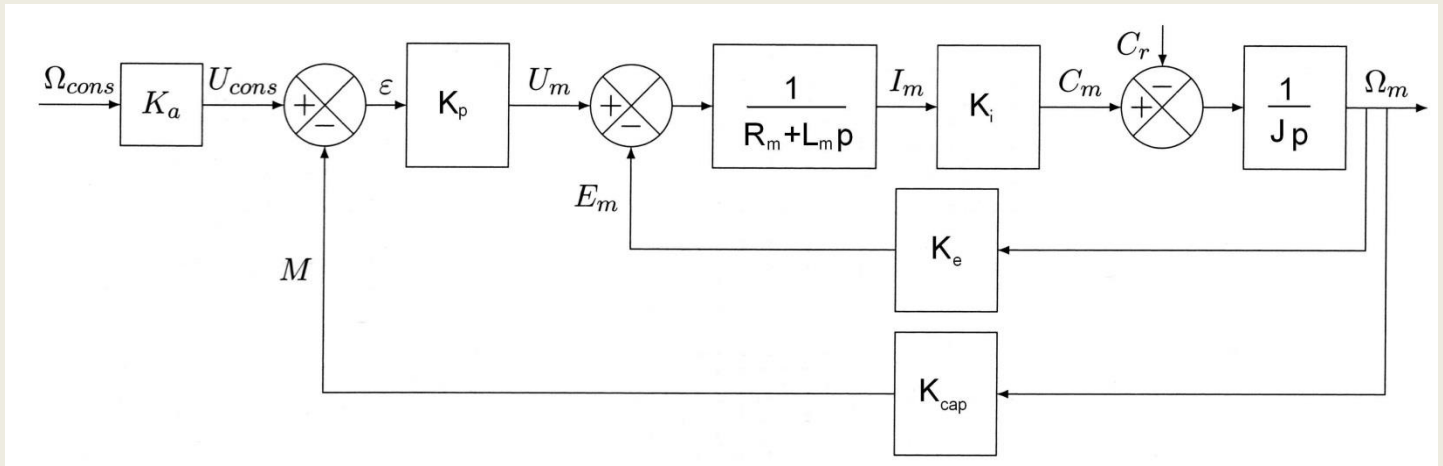 Ω_cons K_a U_cons + − ε K_p U_m + − 1/(R_m+L_m p) I_m K_i C_m + − C_r 1/(J p) Ω_m
E_m K_e
M K_cap